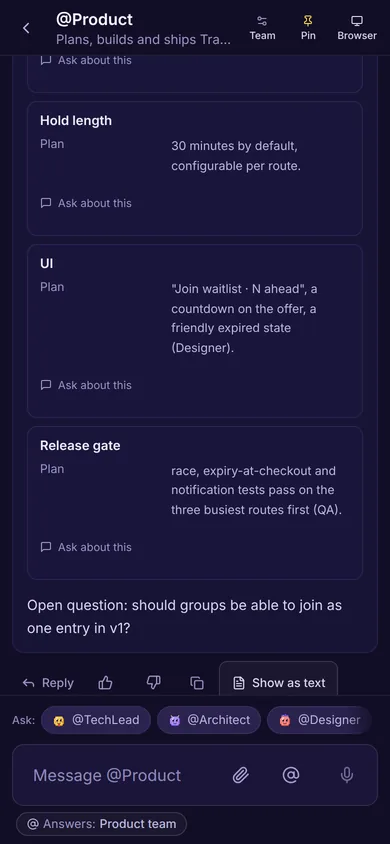 @Product
Plans, builds and ships Tra...
Team
Pin
Browser
Ask about this
Hold length
Plan
30 minutes by default,
configurable per route.
Ask about this
UI
Plan
"Join waitlist · N ahead", a
countdown on the offer, a
friendly expired state
(Designer).
Ask about this
Release gate
Plan
race, expiry-at-checkout and
notification tests pass on the
three busiest routes first (QA).
Ask about this
Open question: should groups be able to join as
one entry in v1?
Reply
Show as text
Ask:
@TechLead
@Architect
@Designer
Message @Product
@ Answers: Product team